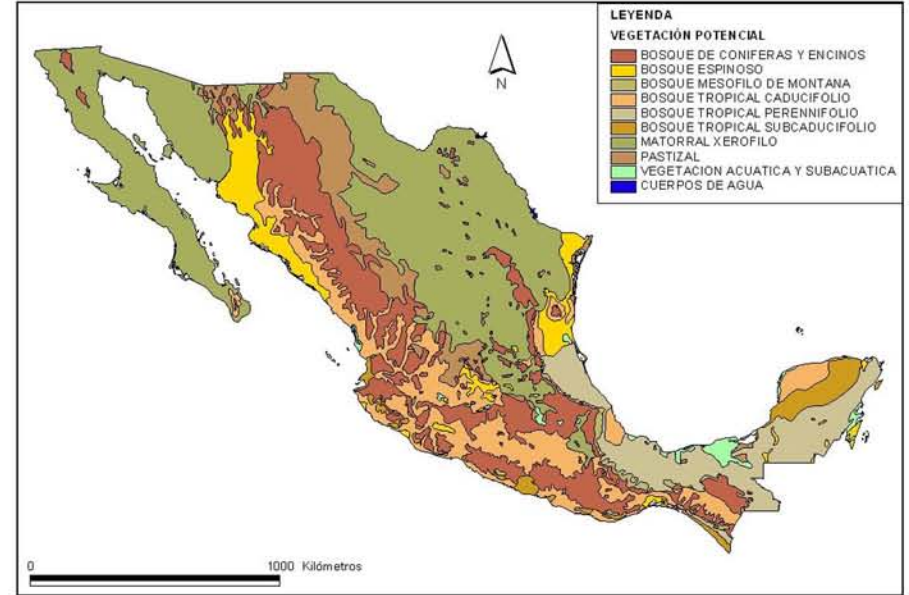 LEYENDA
VEGETACIÓN POTENCIAL
BOSQUE DE CONIFERAS Y ENCINOS
BOSQUE ESPINOSO
BOSQUE MESOFILO DE MONTANA
BOSQUE TROPICAL CADUCIFOLIO
BOSQUE TROPICAL PERENNIFOLIO
BOSQUE TROPICAL SUBCADUCIFOLIO
MATORRAL XEROFILO
PASTIZAL
VEGETACION ACUATICA Y SUBACUATICA
CUERPOS DE AGUA
N
0 1000 Kilómetros